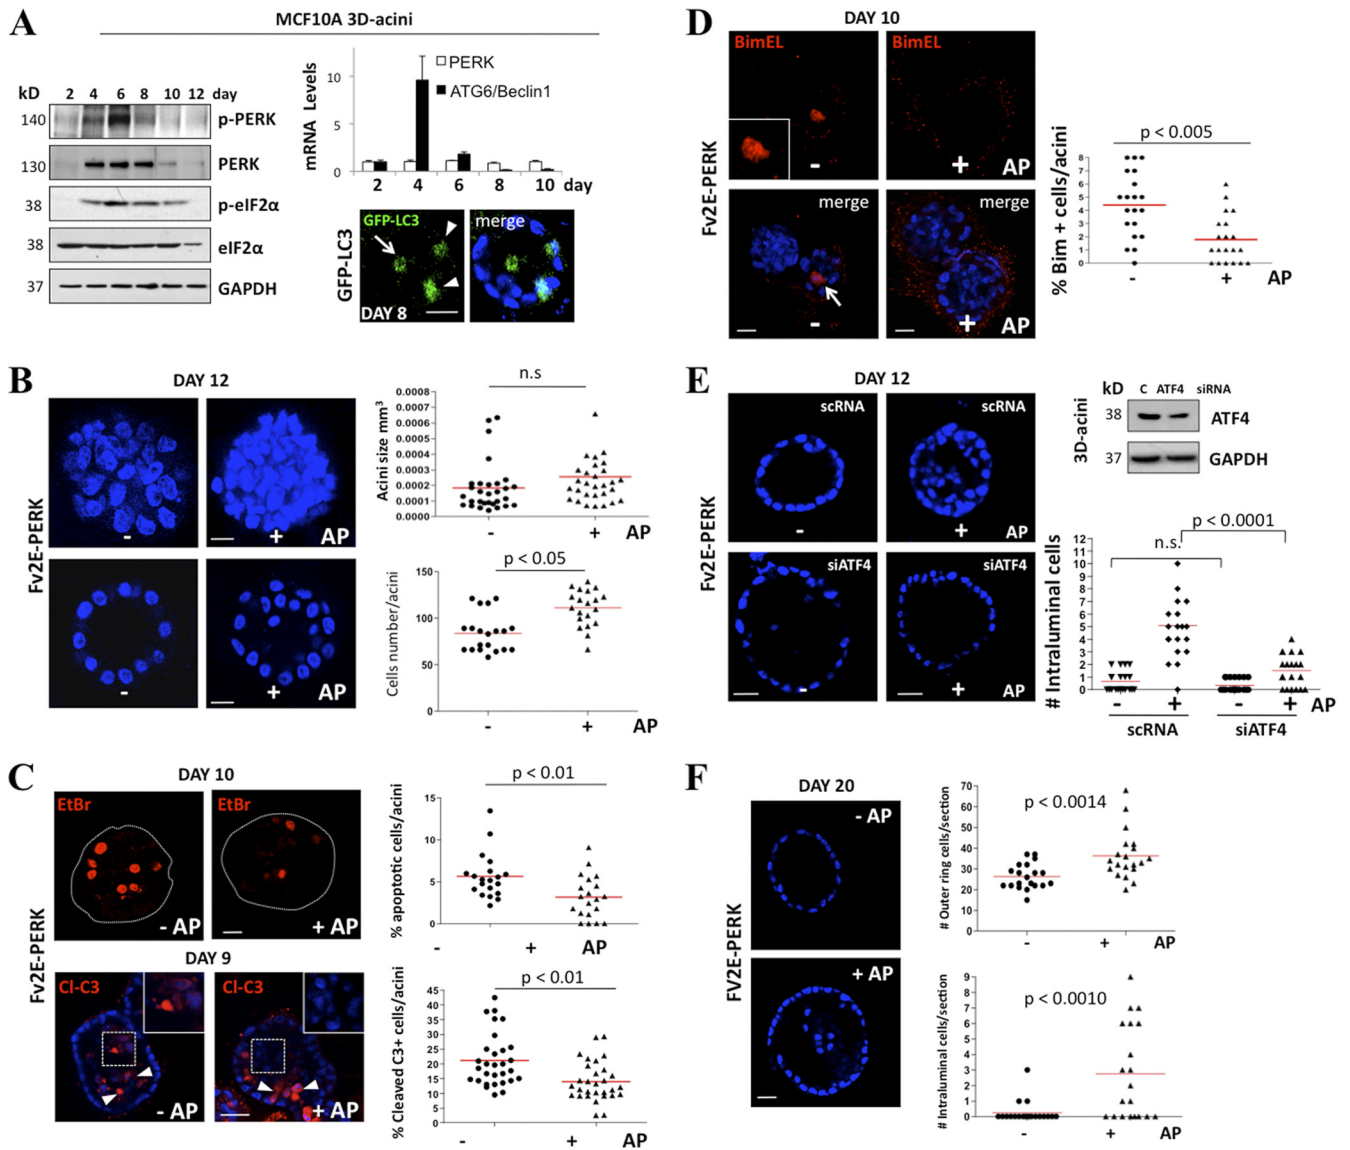 A
MCF10A 3D-acini
kD 2 4 6 8 10 12 day
140 p-PERK
130 PERK
38 p-eIF2α
38 eIF2α
37 GAPDH
mRNA Levels
10
5
0
PERK
ATG6/Beclin1
2 4 6 8 10 day
GFP-LC3
GFP-LC3
DAY 8
merge
B
DAY 12
Fv2E-PERK
-
+ AP
-
+ AP
n.s
Acini size mm³
0.0008
0.0007
0.0006
0.0005
0.0004
0.0003
0.0002
0.0001
0.0000
- + AP
p < 0.05
Cells number/acini
150
100
50
0
- + AP
C
DAY 10
Fv2E-PERK
EtBr
- AP
EtBr
+ AP
DAY 9
Cl-C3
- AP
Cl-C3
+ AP
p < 0.01
% apoptotic cells/acini
15
10
5
0
- + AP
p < 0.01
% Cleaved C3+ cells/acini
45
40
35
30
25
20
15
10
5
0
- + AP
D
DAY 10
Fv2E-PERK
BimEL
-
BimEL
+ AP
merge
-
merge
+ AP
p < 0.005
% Bim + cells/acini
8
7
6
5
4
3
2
1
0
- + AP
E
DAY 12
Fv2E-PERK
scRNA
-
scRNA
+ AP
siATF4
-
siATF4
+ AP
3D-acini
kD C ATF4 siRNA
38 ATF4
37 GAPDH
p < 0.0001
n.s.
# Intraluminal cells
12
11
10
9
8
7
6
5
4
3
2
1
0
- + - + AP
scRNA siATF4
F
DAY 20
FV2E-PERK
- AP
+ AP
p < 0.0014
# Outer ring cells/section
70
60
50
40
30
20
10
0
- + AP
p < 0.0010
# Intraluminal cells/section
9
8
7
6
5
4
3
2
1
0
- + AP